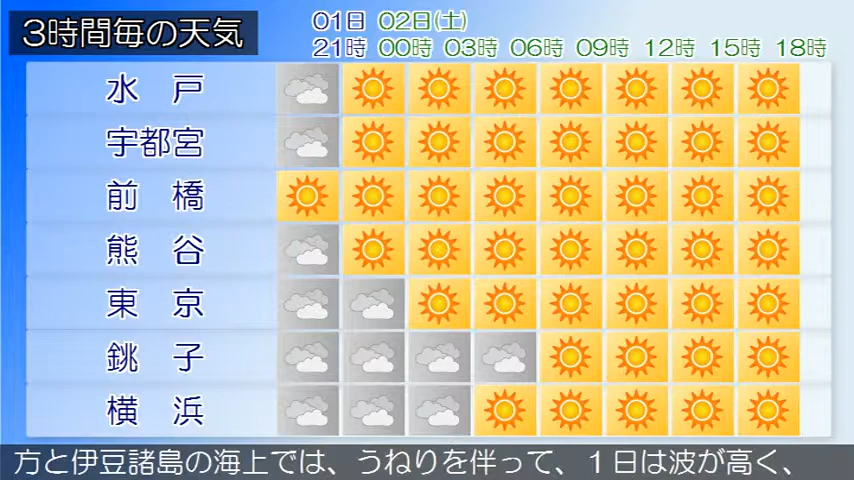 3時間毎の天気
01日 02日(土)
21時 00時 03時 06時 09時 12時 15時 18時
水 戸
宇都宮
前 橋
熊 谷
東 京
銚 子
横 浜
方と伊豆諸島の海上では、うねりを伴って、１日は波が高く、